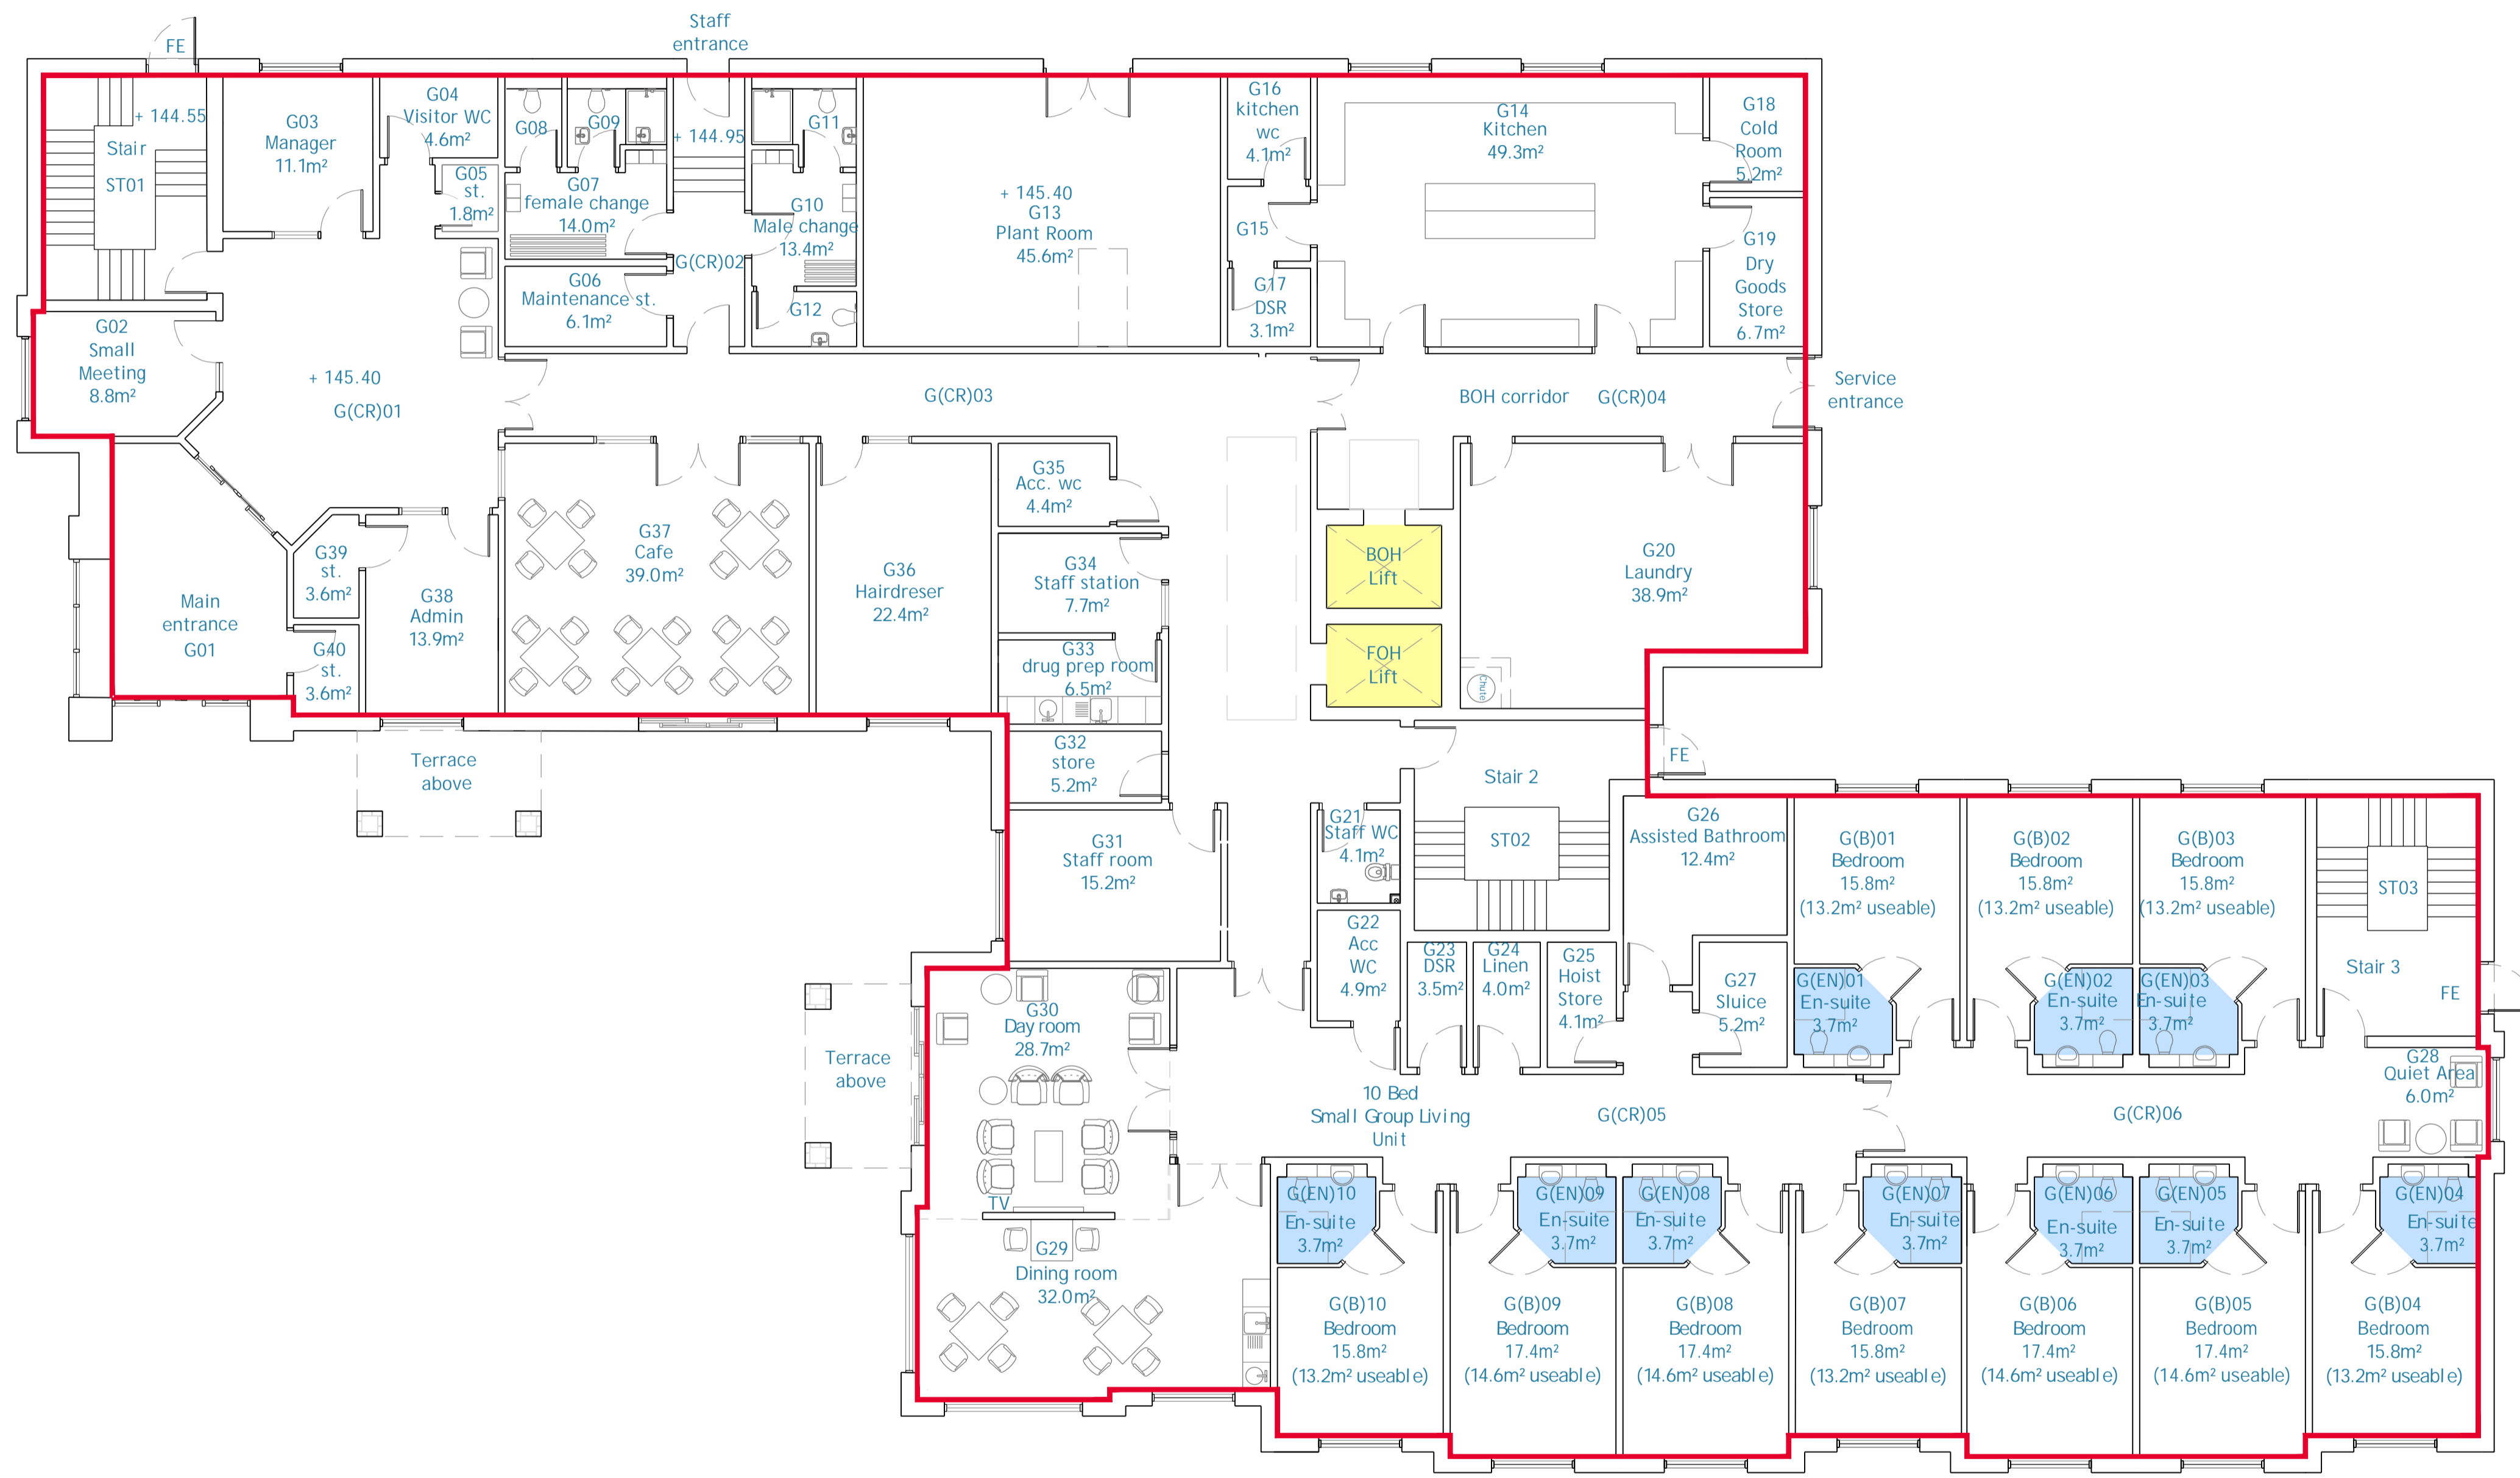 FE
Staff
entrance
+ 144.55
Stair
ST01
G03
Manager
11.1m²
G04
Visitor WC
4.6m²
G05
st.
1.8m²
G08
G09
+ 144.95
G11
G07
female change
14.0m²
G10
Male change
13.4m²
G06
Maintenance st.
6.1m²
G(CR)02
G12
+ 145.40
G13
Plant Room
45.6m²
G16
kitchen
wc
4.1m²
G15
G17
DSR
3.1m²
G14
Kitchen
49.3m²
G18
Cold
Room
5.2m²
G19
Dry
Goods
Store
6.7m²
G02
Small
Meeting
8.8m²
+ 145.40
G(CR)01
G(CR)03
BOH corridor
G(CR)04
Service
entrance
Main
entrance
G01
G39
st.
3.6m²
G40
st.
3.6m²
G38
Admin
13.9m²
G37
Cafe
39.0m²
G36
Hairdreser
22.4m²
G35
Acc. wc
4.4m²
G34
Staff station
7.7m²
G33
drug prep room
6.5m²
BOH
Lift
FOH
Lift
G20
Laundry
38.9m²
Chute
Terrace
above
G32
store
5.2m²
G31
Staff room
15.2m²
Stair 2
ST02
FE
G21
Staff WC
4.1m²
G22
Acc
WC
4.9m²
G23
DSR
3.5m²
G24
Linen
4.0m²
G25
Hoist
Store
4.1m²
G26
Assisted Bathroom
12.4m²
G27
Sluice
5.2m²
G(B)01
Bedroom
15.8m²
(13.2m² useable)
G(B)02
Bedroom
15.8m²
(13.2m² useable)
G(B)03
Bedroom
15.8m²
(13.2m² useable)
G(EN)01
En-suite
3.7m²
G(EN)02
En-suite
3.7m²
G(EN)03
En-suite
3.7m²
ST03
Stair 3
FE
G28
Quiet Area
6.0m²
Terrace
above
G30
Day room
28.7m²
TV
G29
Dining room
32.0m²
10 Bed
Small Group Living
Unit
G(CR)05
G(CR)06
G(EN)10
En-suite
3.7m²
G(EN)09
En-suite
3.7m²
G(EN)08
En-suite
3.7m²
G(EN)07
En-suite
3.7m²
G(EN)06
En-suite
3.7m²
G(EN)05
En-suite
3.7m²
G(EN)04
En-suite
3.7m²
G(B)10
Bedroom
15.8m²
(13.2m² useable)
G(B)09
Bedroom
17.4m²
(14.6m² useable)
G(B)08
Bedroom
17.4m²
(14.6m² useable)
G(B)07
Bedroom
15.8m²
(13.2m² useable)
G(B)06
Bedroom
17.4m²
(14.6m² useable)
G(B)05
Bedroom
17.4m²
(14.6m² useable)
G(B)04
Bedroom
15.8m²
(13.2m² useable)